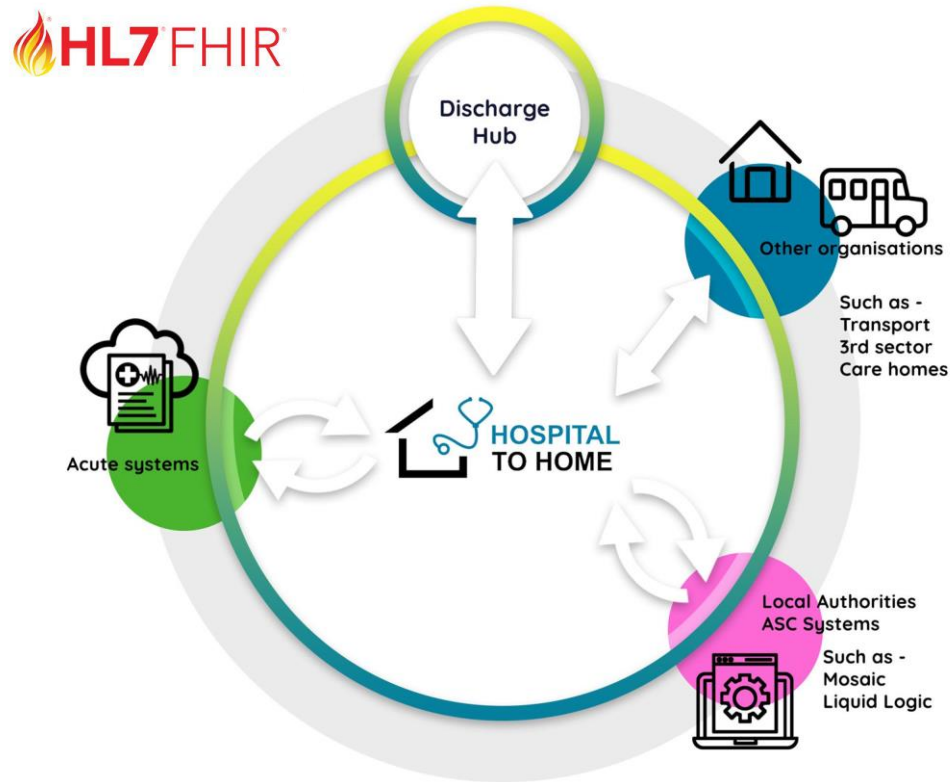 HL7® FHIR®
Discharge
Hub
Other organisations
Such as -
Transport
3rd sector
Care homes
Acute systems
HOSPITAL
TO HOME
Local Authorities
ASC Systems
Such as -
Mosaic
Liquid Logic